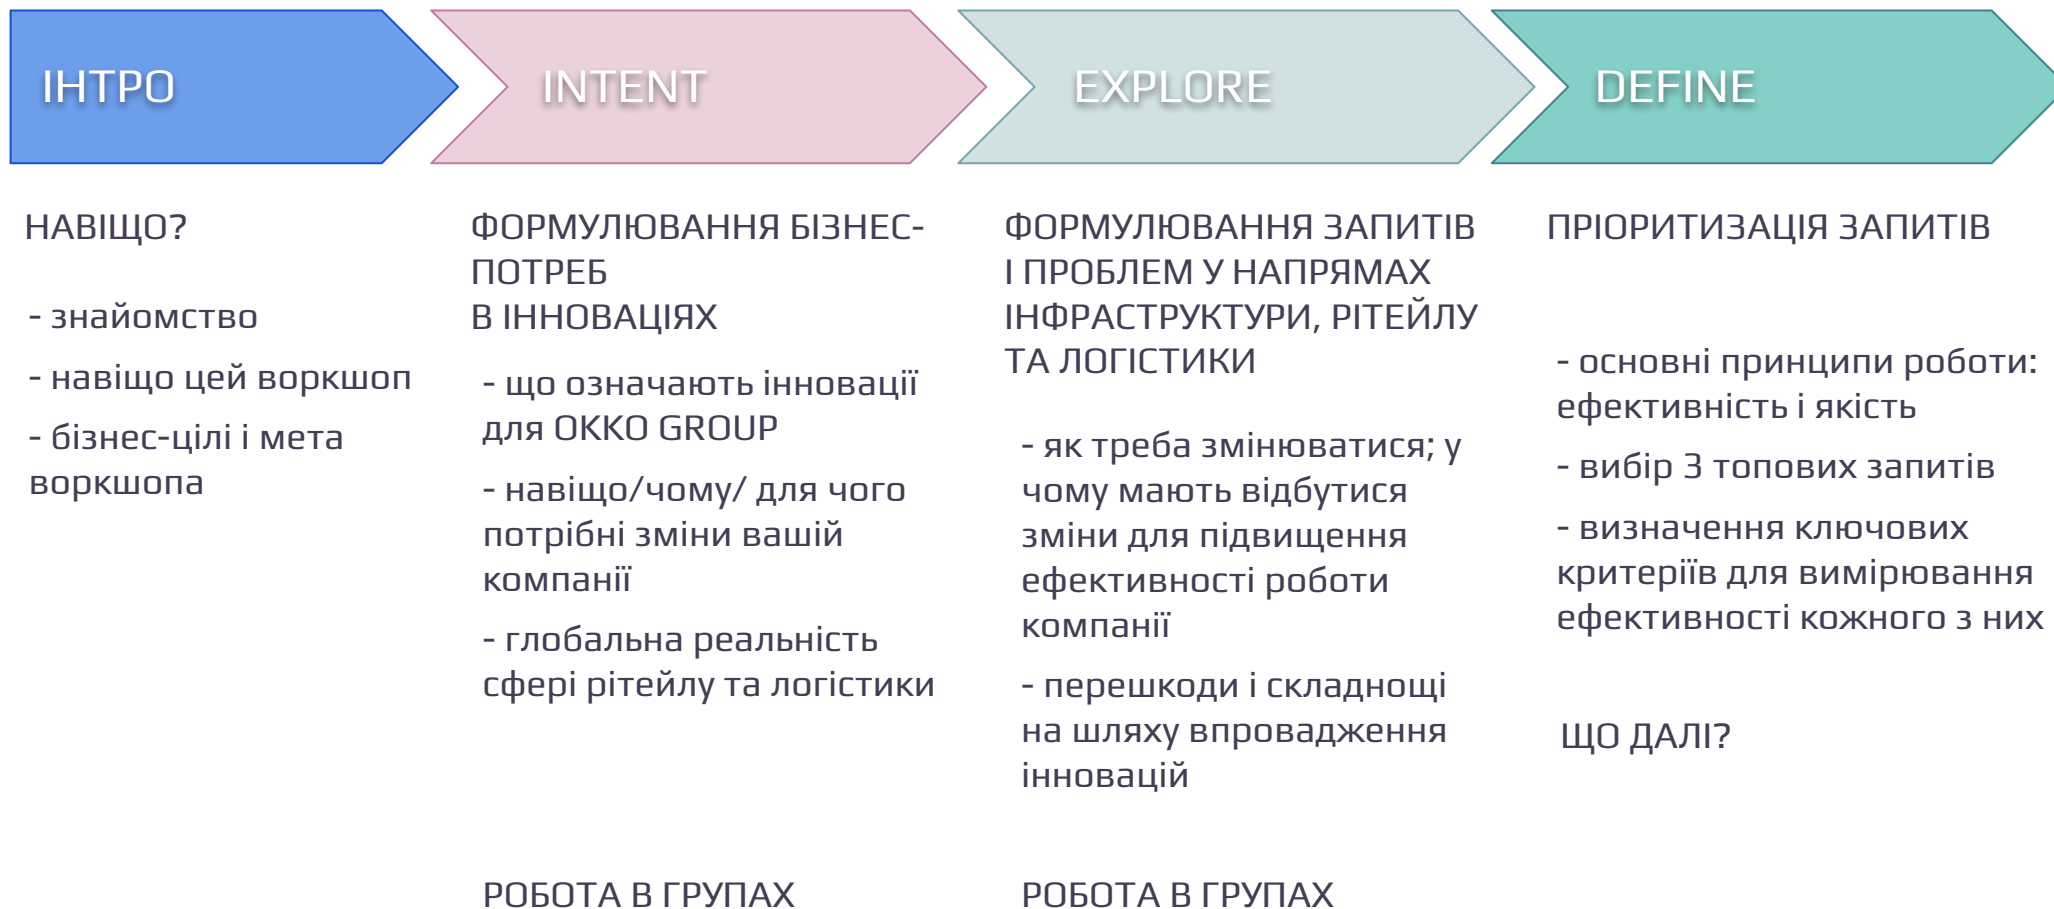 ІНТРО
INTENT
EXPLORE
DEFINE
НАВІЩО?
- знайомство
- навіщо цей воркшоп
- бізнес-цілі і мета
воркшопа
ФОРМУЛЮВАННЯ БІЗНЕС-
ПОТРЕБ
В ІННОВАЦІЯХ
- що означають інновації
для OKKO GROUP
- навіщо/чому/ для чого
потрібні зміни вашій
компанії
- глобальна реальність
сфері рітейлу та логістики
РОБОТА В ГРУПАХ
ФОРМУЛЮВАННЯ ЗАПИТІВ
І ПРОБЛЕМ У НАПРЯМАХ
ІНФРАСТРУКТУРИ, РІТЕЙЛУ
ТА ЛОГІСТИКИ
- як треба змінюватися; у
чому мають відбутися
зміни для підвищення
ефективності роботи
компанії
- перешкоди і складнощі
на шляху впровадження
інновацій
РОБОТА В ГРУПАХ
ПРІОРИТИЗАЦІЯ ЗАПИТІВ
- основні принципи роботи:
ефективність і якість
- вибір 3 топових запитів
- визначення ключових
критеріїв для вимірювання
ефективності кожного з них
ЩО ДАЛІ?